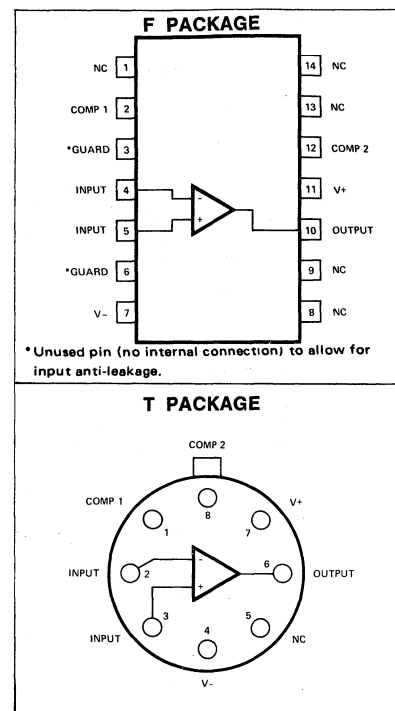 F PACKAGE
NC 1 14 NC
COMP 1 2 13 NC
*GUARD 3 12 COMP 2
INPUT 4 11 V+
- 
+
INPUT 5 10 OUTPUT
*GUARD 6 9 NC
V- 7 8 NC
* Unused pin (no internal connection) to allow for
input anti-leakage.
T PACKAGE
COMP 2
COMP 1 8 V+
1 7
INPUT 2 - 6 OUTPUT
+
3 5
INPUT 4 NC
V-